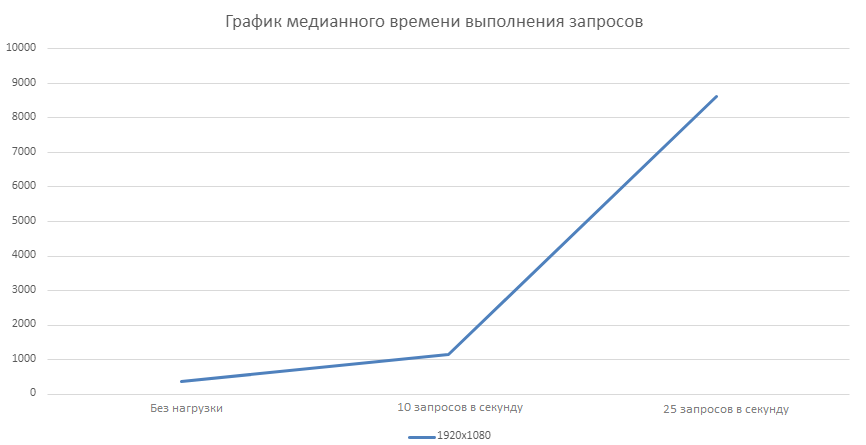 График медианного времени выполнения запросов
10000
9000
8000
7000
6000
5000
4000
3000
2000
1000
0
Без нагрузки
10 запросов в секунду
25 запросов в секунду
1920x1080